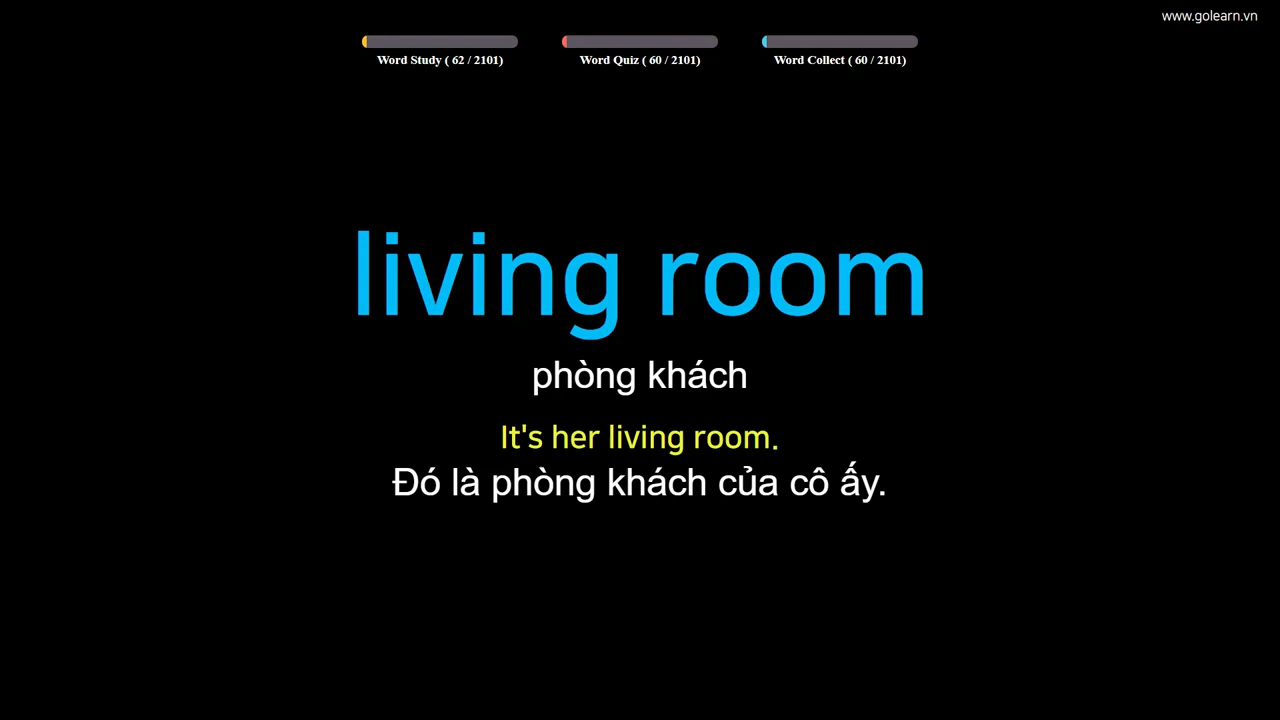 www.golearn.vn
Word Study ( 62 / 2101)
Word Quiz ( 60 / 2101)
Word Collect ( 60 / 2101)
living room
phòng khách
It's her living room.
Đó là phòng khách của cô ấy.